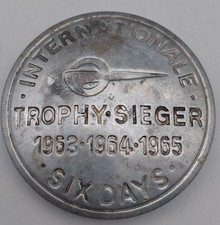 · INTERNATIONALE ·
TROPHY·SIEGER
1963·1964·1965
· SIX DAYS ·